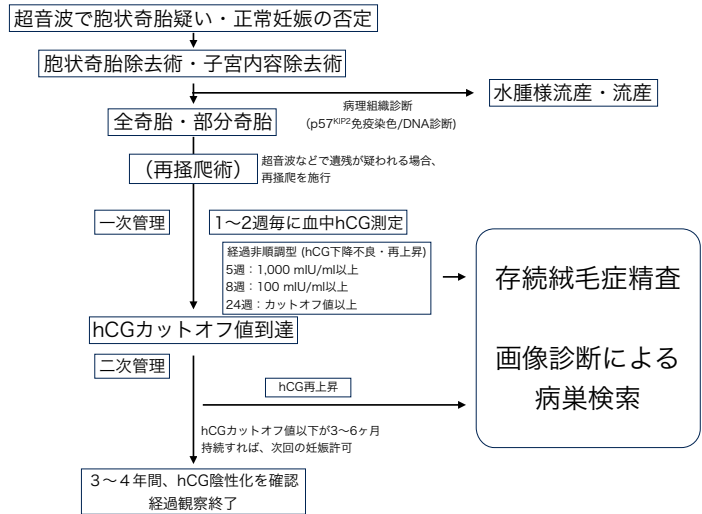 超音波で胞状奇胎疑い・正常妊娠の否定
胞状奇胎除去術・子宮内容除去術
病理組織診断
（p57KIP2免疫染色/DNA診断)
水腫様流産・流産
全奇胎・部分奇胎
（再掻爬術）
超音波などで遺残が疑われる場合、
再掻爬を施行
一次管理
1〜2週毎に血中hCG測定
経過非順調型 (hCG下降不良・再上昇)
5週：1,000 mIU/ml以上
8週：100 mIU/ml以上
24週：カットオフ値以上
存続絨毛症精査
画像診断による
病巣検索
hCGカットオフ値到達
二次管理
hCG再上昇
hCGカットオフ値以下が3〜6ヶ月
持続すれば、次回の妊娠許可
３〜４年間、hCG陰性化を確認
経過観察終了